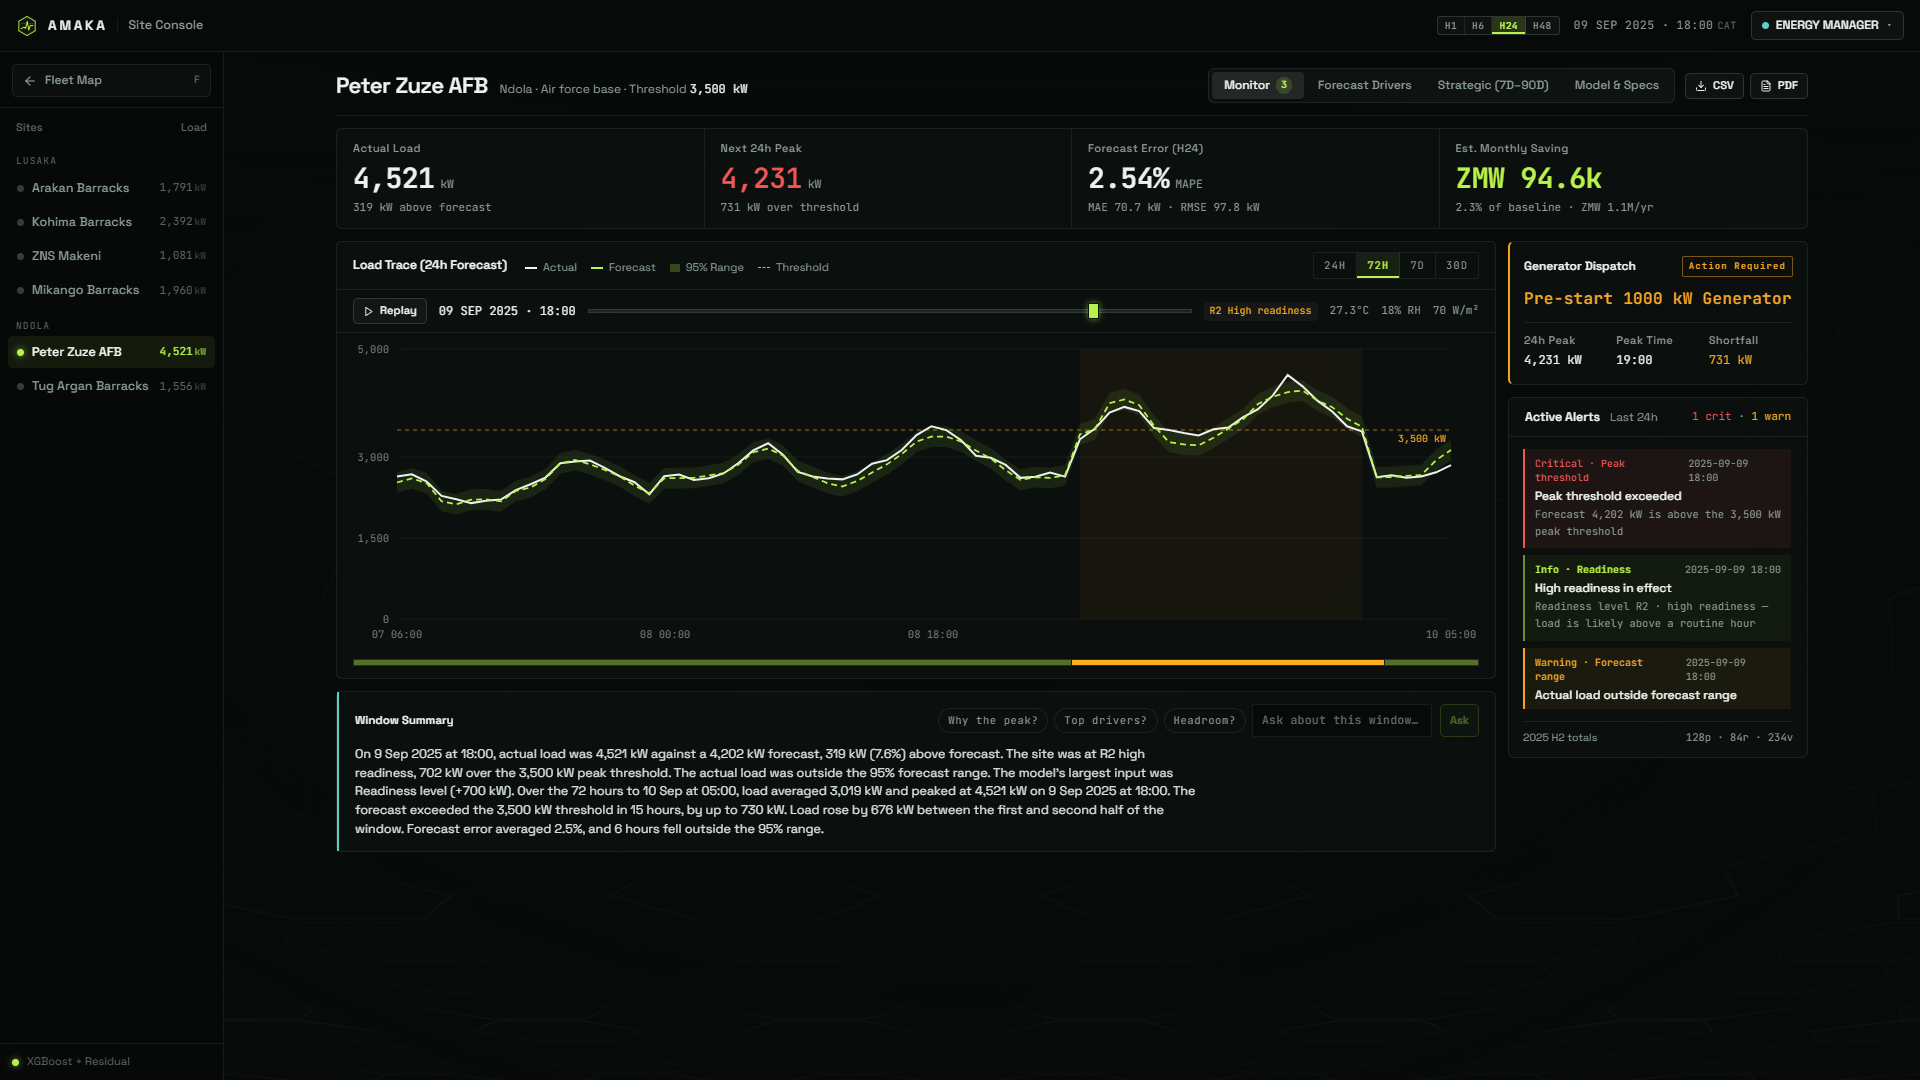 AMAKA Site Console
H1 H6 H24 H48 09 SEP 2025 · 18:00 CAT ENERGY MANAGER
Fleet Map F
Sites Load
LUSAKA
Arakan Barracks 1,791 kW
Kohima Barracks 2,392 kW
ZNS Makeni 1,081 kW
Mikango Barracks 1,960 kW
NDOLA
Peter Zuze AFB 4,521 kW
Tug Argan Barracks 1,556 kW
XGBoost + Residual
Peter Zuze AFB Ndola · Air force base · Threshold 3,500 kW
Monitor 3 Forecast Drivers Strategic (7D–90D) Model & Specs CSV PDF
Actual Load
4,521 kW
319 kW above forecast
Next 24h Peak
4,231 kW
731 kW over threshold
Forecast Error (H24)
2.54% MAPE
MAE 70.7 kW · RMSE 97.8 kW
Est. Monthly Saving
ZMW 94.6k
2.3% of baseline · ZMW 1.1M/yr
Load Trace (24h Forecast) Actual Forecast 95% Range Threshold
24H 72H 7D 30D
Replay 09 SEP 2025 · 18:00 R2 High readiness 27.3°C 18% RH 70 W/m²
5,000
3,500 kW
3,000
1,500
0
07 06:00 08 00:00 08 18:00 10 05:00
Window Summary Why the peak? Top drivers? Headroom? Ask about this window… Ask
On 9 Sep 2025 at 18:00, actual load was 4,521 kW against a 4,202 kW forecast, 319 kW (7.6%) above forecast. The site was at R2 high
readiness, 702 kW over the 3,500 kW peak threshold. The actual load was outside the 95% forecast range. The model's largest input was
Readiness level (+700 kW). Over the 72 hours to 10 Sep at 05:00, load averaged 3,019 kW and peaked at 4,521 kW on 9 Sep 2025 at 18:00. The
forecast exceeded the 3,500 kW threshold in 15 hours, by up to 730 kW. Load rose by 676 kW between the first and second half of the
window. Forecast error averaged 2.5%, and 6 hours fell outside the 95% range.
Generator Dispatch Action Required
Pre-start 1000 kW Generator
24h Peak Peak Time Shortfall
4,231 kW 19:00 731 kW
Active Alerts Last 24h 1 crit · 1 warn
Critical · Peak 2025-09-09
threshold 18:00
Peak threshold exceeded
Forecast 4,202 kW is above the 3,500 kW
peak threshold
Info · Readiness 2025-09-09 18:00
High readiness in effect
Readiness level R2 · high readiness —
load is likely above a routine hour
Warning · Forecast 2025-09-09
range 18:00
Actual load outside forecast range
2025 H2 totals 128p · 84r · 234v